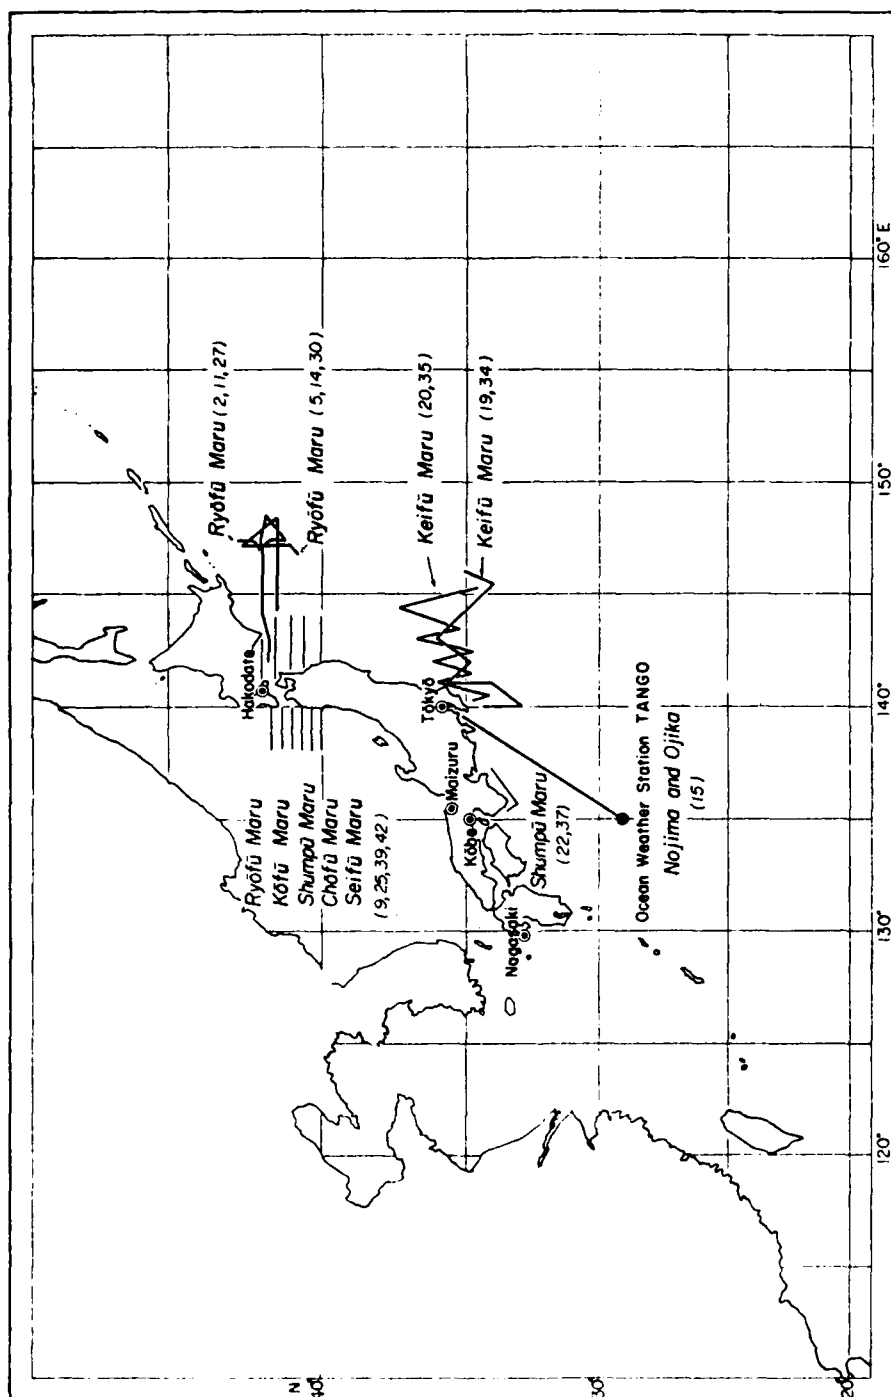 Ryōfū Maru (2,11,27)
Ryōfū Maru (5,14,30)
Keifū Maru (20,35)
Keifū Maru (19,34)
Hakodate
Tōkyō
Maizuru
Kōbe
Nagasaki
Ryōfū Maru
Kōfū Maru
Shumpū Maru
Chōfū Maru
Seifū Maru
(9,25,39,42)
Shumpū Maru
(22,37)
Ocean Weather Station TANGO
Nojima and Ojika
(15)
N
40°
30°
20°
120°
130°
140°
150°
160° E